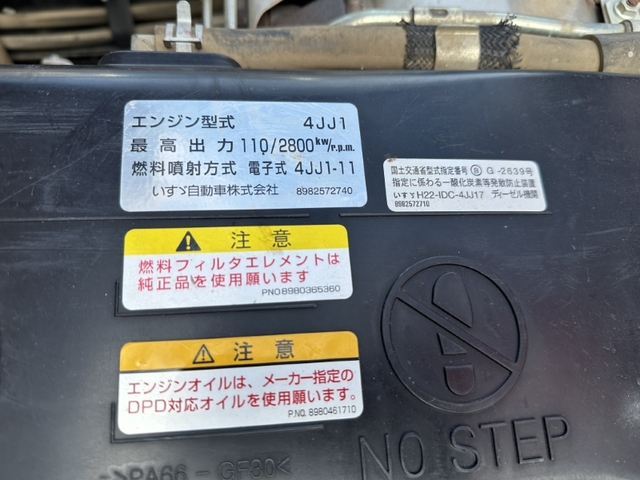 エンジン型式 4JJ1
最高出力 110/2800kW/r.p.m.
燃料噴射方式 電子式 4JJ1-11
いすゞ自動車株式会社 8982572740
国土交通省型式指定番号 Ⓑ G-2639号
指定に係わる一酸化炭素等発散防止装置
いすゞ H22-IDC-4JJ17 ディーゼル機関
8982572710
注意
燃料フィルタエレメントは
純正品を使用願います
PNO.8980365360
注意
エンジンオイルは、メーカー指定の
DPD対応オイルを使用願います。
P.NO. 8980461710
NO STEP
->PA66-GF30<